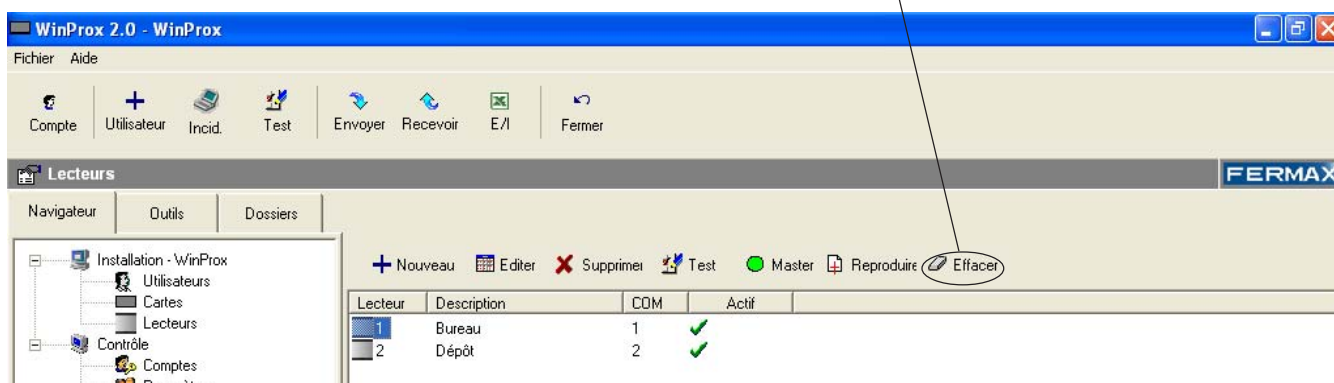 WinProx 2.0 - WinProx
Fichier Aide
Compte Utilisateur Incid. Test Envoyer Recevoir E/I Fermer
Lecteurs FERMAX
Navigateur Outils Dossiers
Installation - WinProx
Nouveau Editer Supprimer Test Master Reproduire Effacer
Utilisateurs
Cartes
Lecteur Description COM Actif
Lecteurs
1 Bureau 1
Contrôle
2 Dépôt 2
Comptes